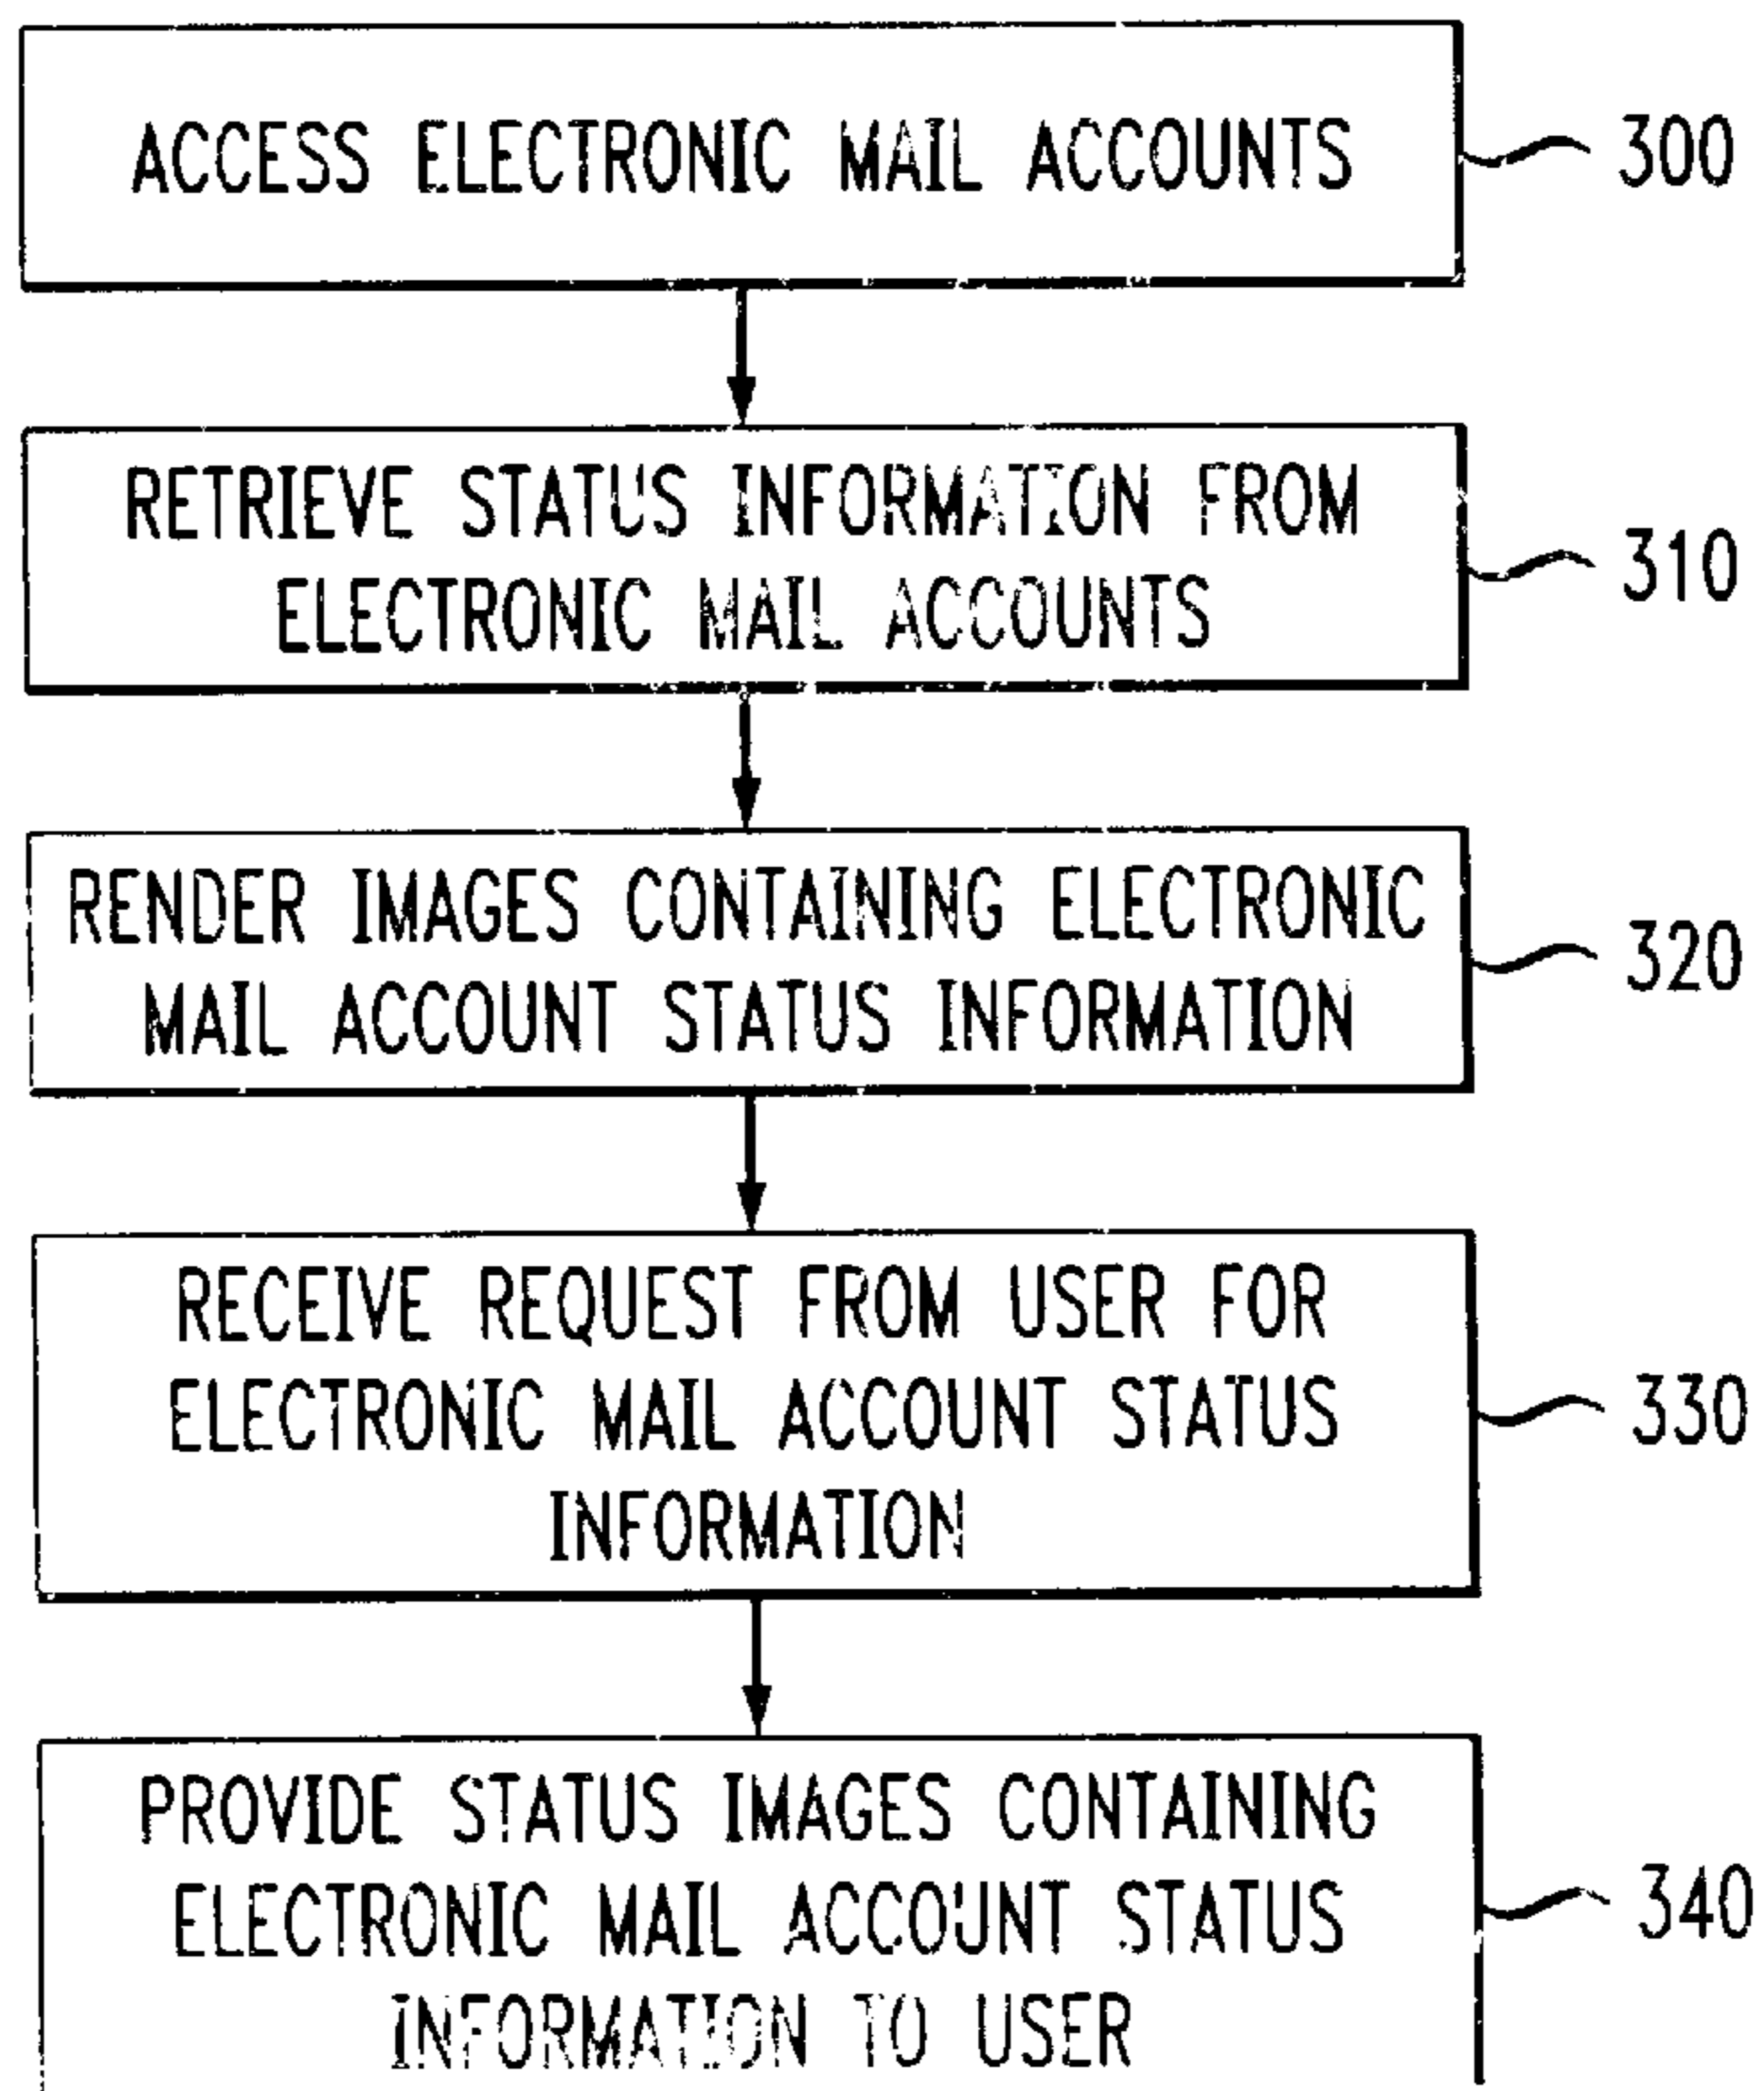 ACCESS ELECTRONIC MAIL ACCOUNTS
300
RETRIEVE STATUS INFORMATION FROM
ELECTRONIC MAIL ACCOUNTS
310
RENDER IMAGES CONTAINING ELECTRONIC
MAIL ACCOUNT STATUS INFORMATION
320
RECEIVE REQUEST FROM USER FOR
ELECTRONIC MAIL ACCOUNT STATUS
INFORMATION
330
PROVIDE STATUS IMAGES CONTAINING
ELECTRONIC MAIL ACCOUNT STATUS
INFORMATION TO USER
340